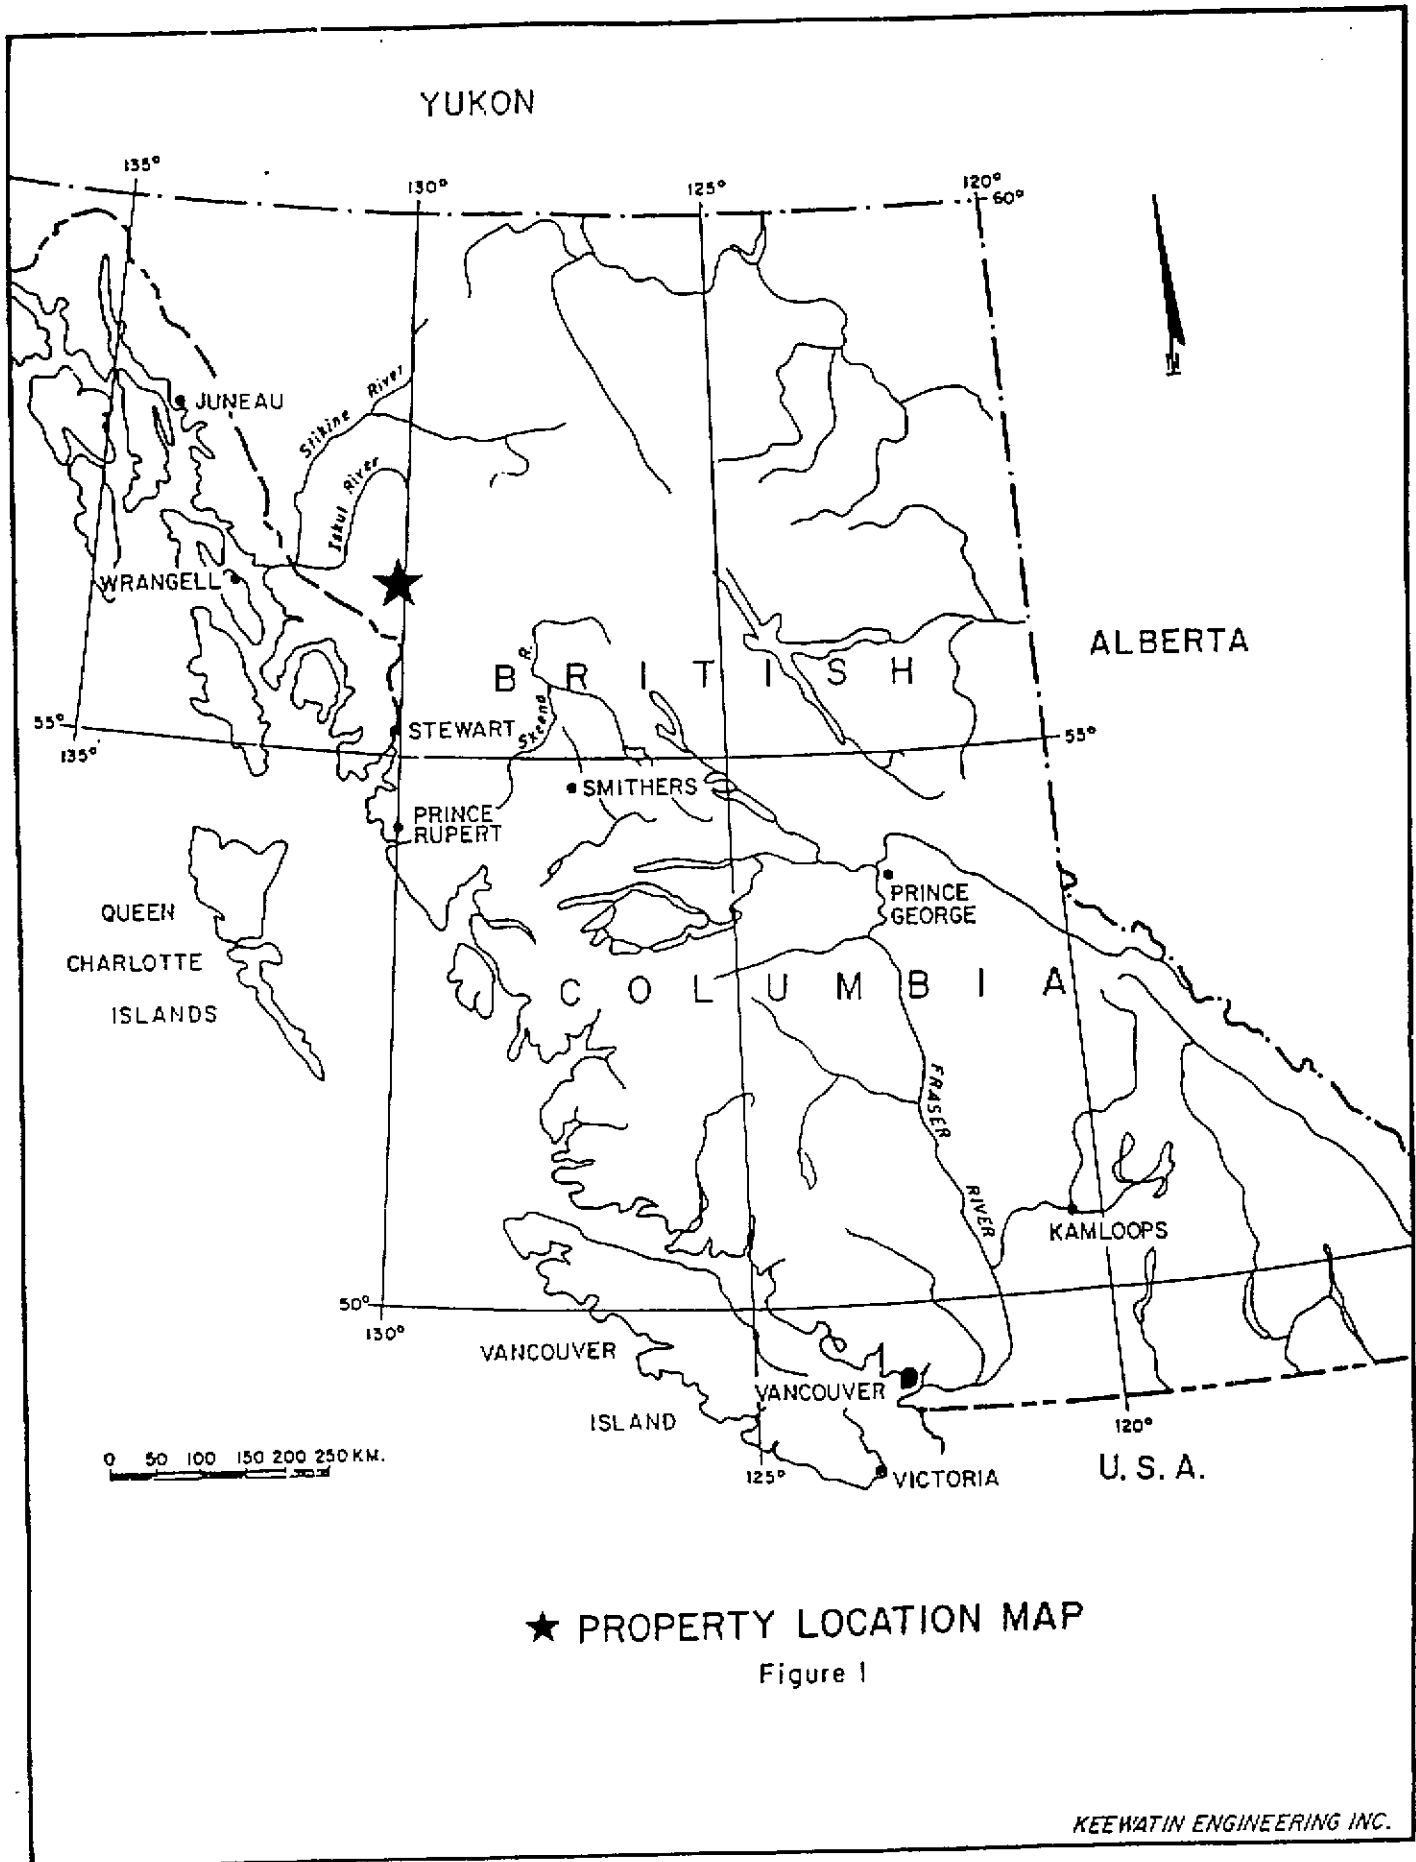 YUKON
135°
130°
125°
120°
60°
JUNEAU
Stikine River
Iskut River
WRANGELL
ALBERTA
BRITISH
Skeena R.
55°
135°
STEWART
55°
SMITHERS
PRINCE
RUPERT
PRINCE
GEORGE
QUEEN
CHARLOTTE
ISLANDS
COLUMBIA
FRASER
RIVER
KAMLOOPS
50°
130°
VANCOUVER
ISLAND
VANCOUVER
120°
0 50 100 150 200 250 KM.
125°
VICTORIA
U.S.A.
★ PROPERTY LOCATION MAP
Figure 1
KEEWATIN ENGINEERING INC.